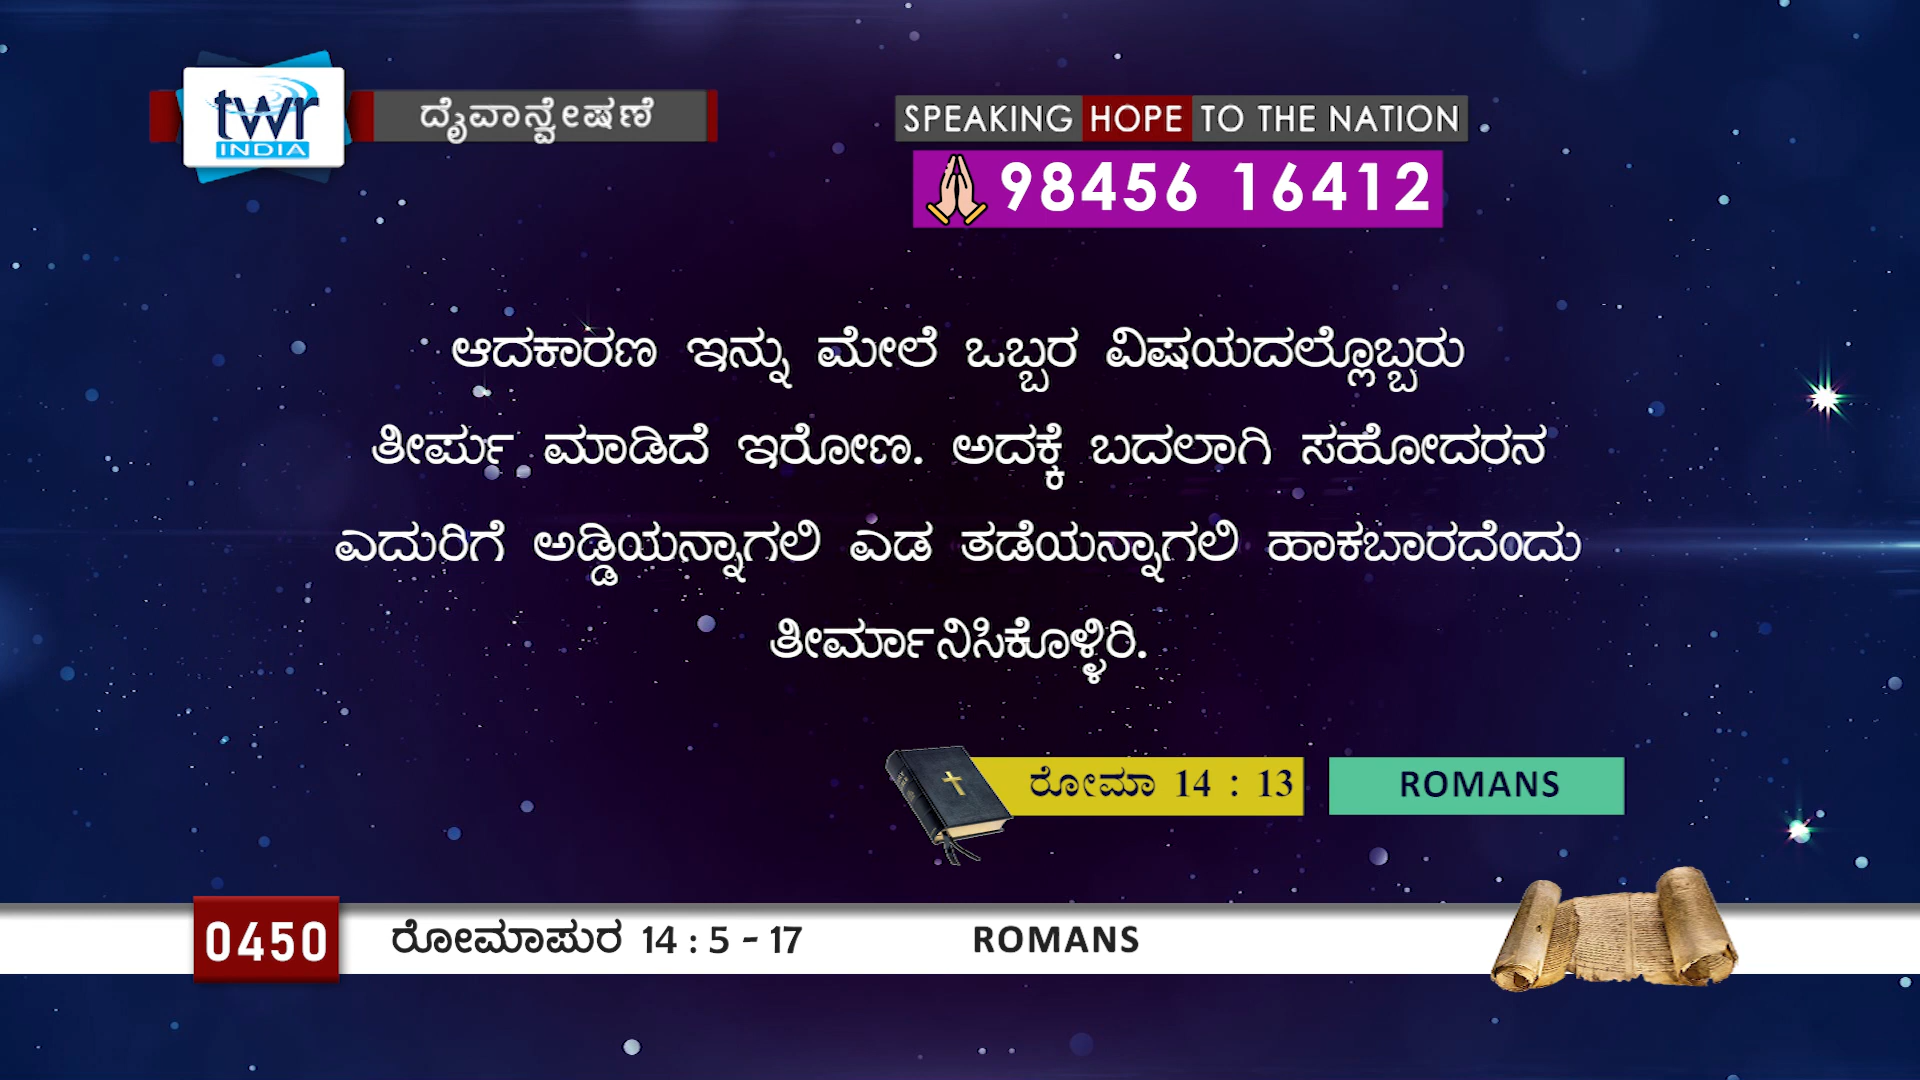 twr
INDIA
ದೈವಾನ್ವೇಷಣೆ
SPEAKING HOPE TO THE NATION
98456 16412
ಆದಕಾರಣ ಇನ್ನು ಮೇಲೆ ಒಬ್ಬರ ವಿಷಯದಲ್ಲೊಬ್ಬರು
ತೀರ್ಪು ಮಾಡಿದೆ ಇರೋಣ. ಅದಕ್ಕೆ ಬದಲಾಗಿ ಸಹೋದರನ
ಎದುರಿಗೆ ಅಡ್ಡಿಯನ್ನಾಗಲಿ ಎಡ ತಡೆಯನ್ನಾಗಲಿ ಹಾಕಬಾರದೆಂದು
ತೀರ್ಮಾನಿಸಿಕೊಳ್ಳಿರಿ.
ರೋಮಾ 14 : 13 ROMANS
0450 ರೋಮಾಪುರ 14 : 5 - 17 ROMANS